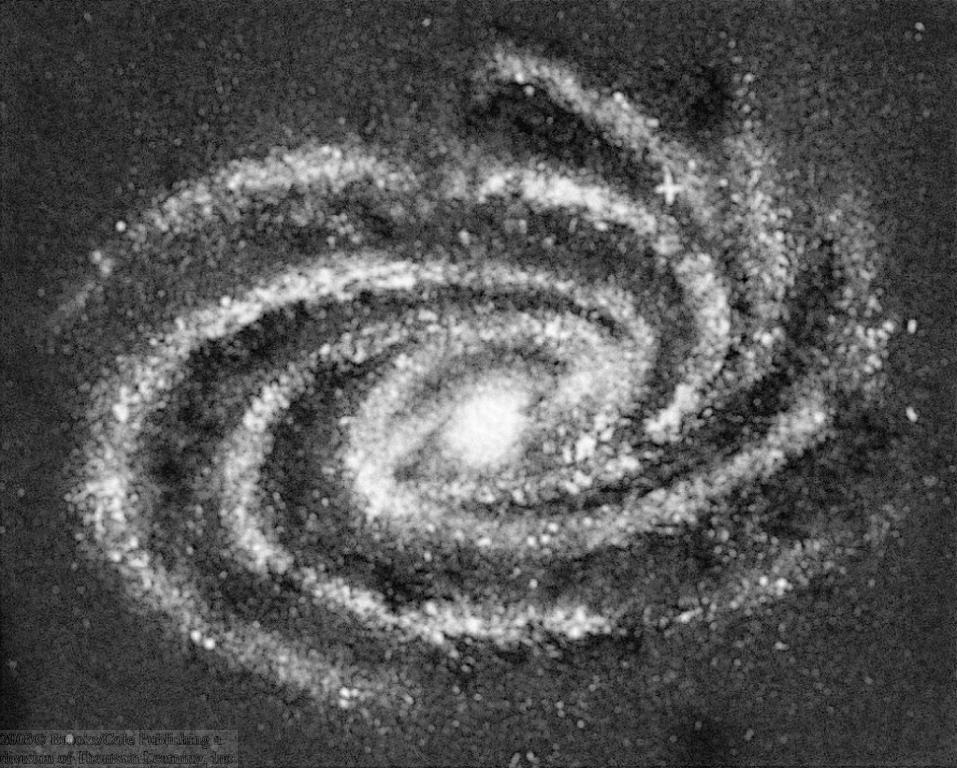 Brooks/Cole Publishing a
division of Thomson Learning, Inc.